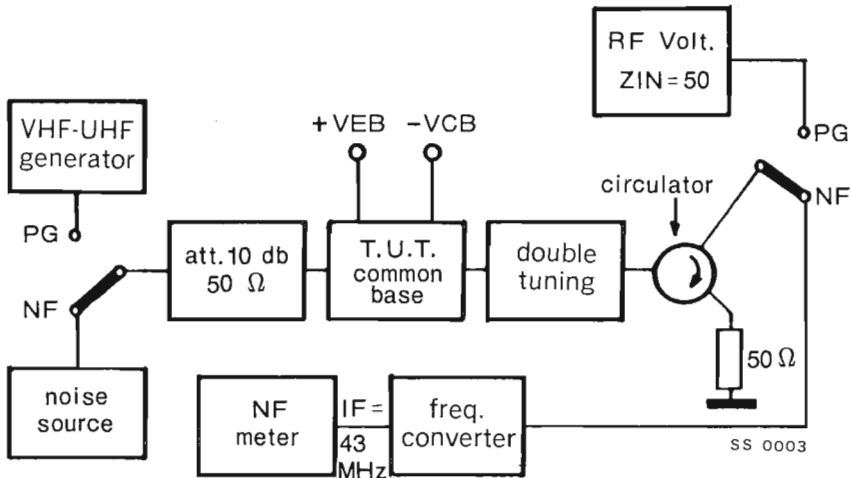 RF Volt.
ZIN=50
VHF-UHF
generator
+VEB
-VCB
PG
PG
circulator
NF
att.10 db
50 Ω
T.U.T.
common
base
double
tuning
NF
noise
source
NF
meter
IF=
43
MHz
freq.
converter
50 Ω
SS 0003